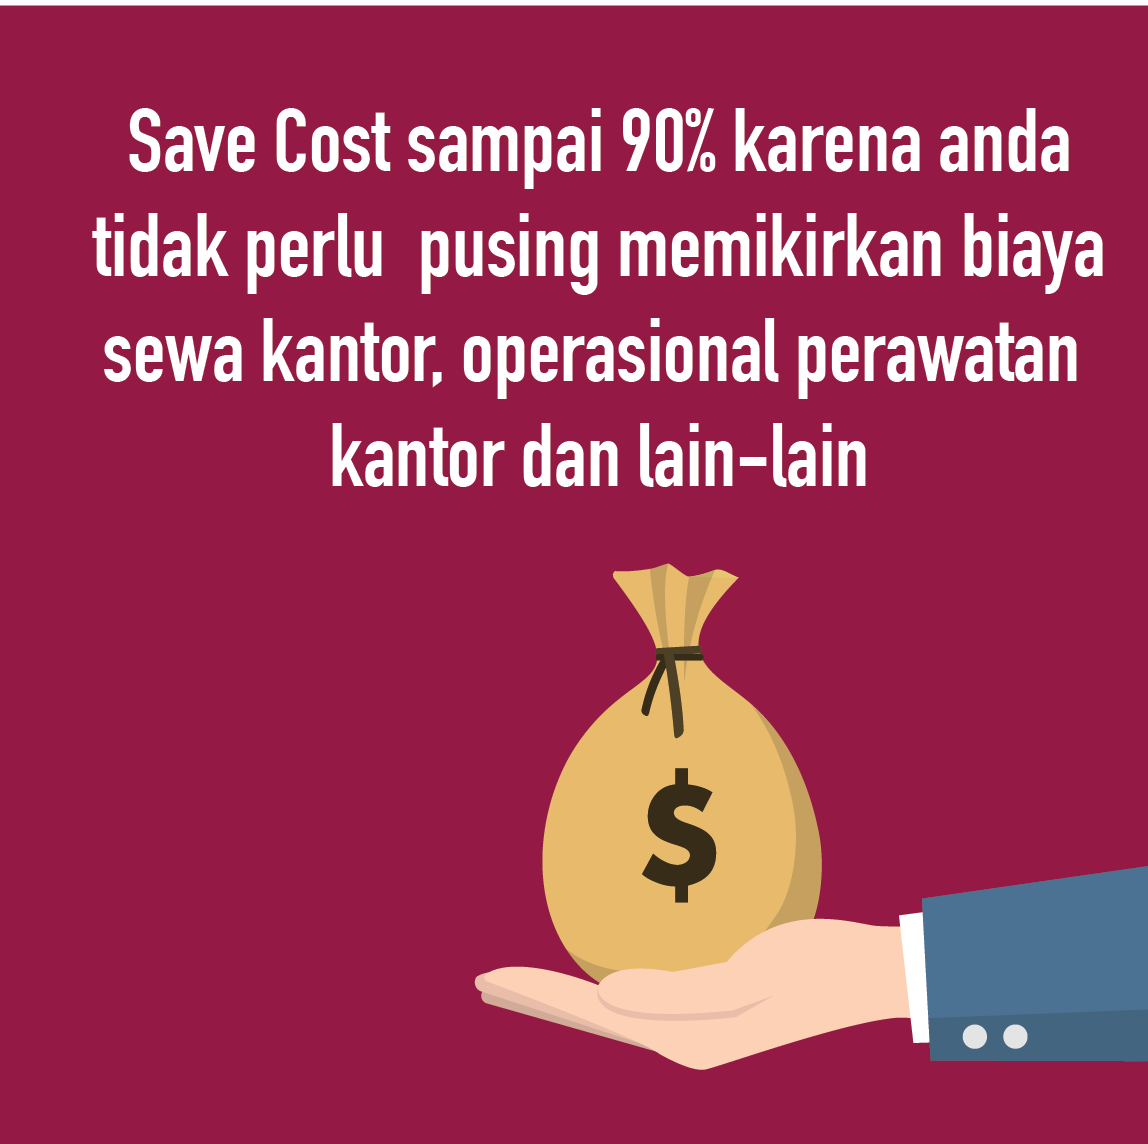 Save Cost sampai 90% karena anda
tidak perlu  pusing memikirkan biaya
sewa kantor, operasional perawatan
kantor dan lain-lain
$